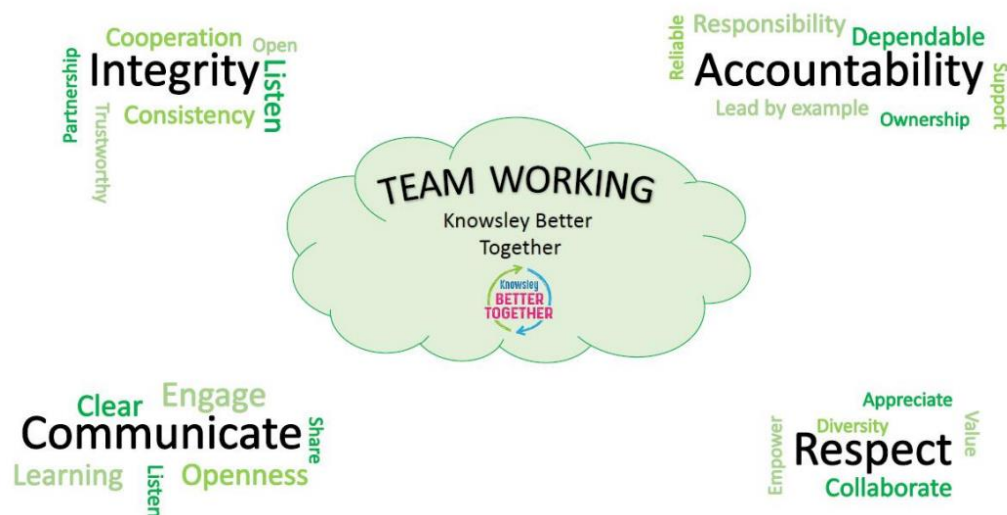 Cooperation
Open
Partnership
Integrity
Listen
Trustworthy
Consistency
Reliable
Responsibility
Dependable
Accountability
Support
Lead by example
Ownership
TEAM WORKING
Knowsley Better
Together
Knowsley
BETTER
TOGETHER
Clear
Engage
Communicate
Share
Learning
Listen
Openness
Appreciate
Empower
Diversity
Value
Respect
Collaborate